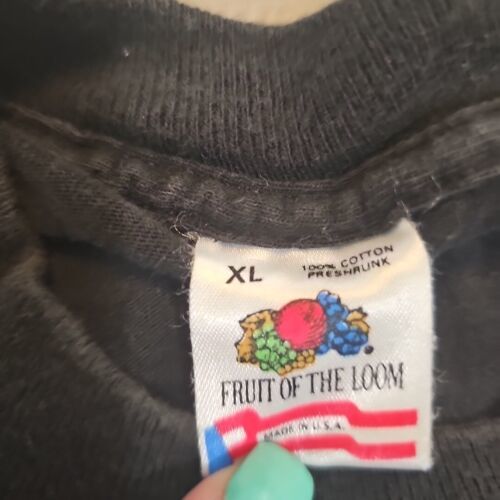 XL
100% COTTON
PRESHRUNK
FRUIT OF THE LOOM
MADE IN U.S.A.